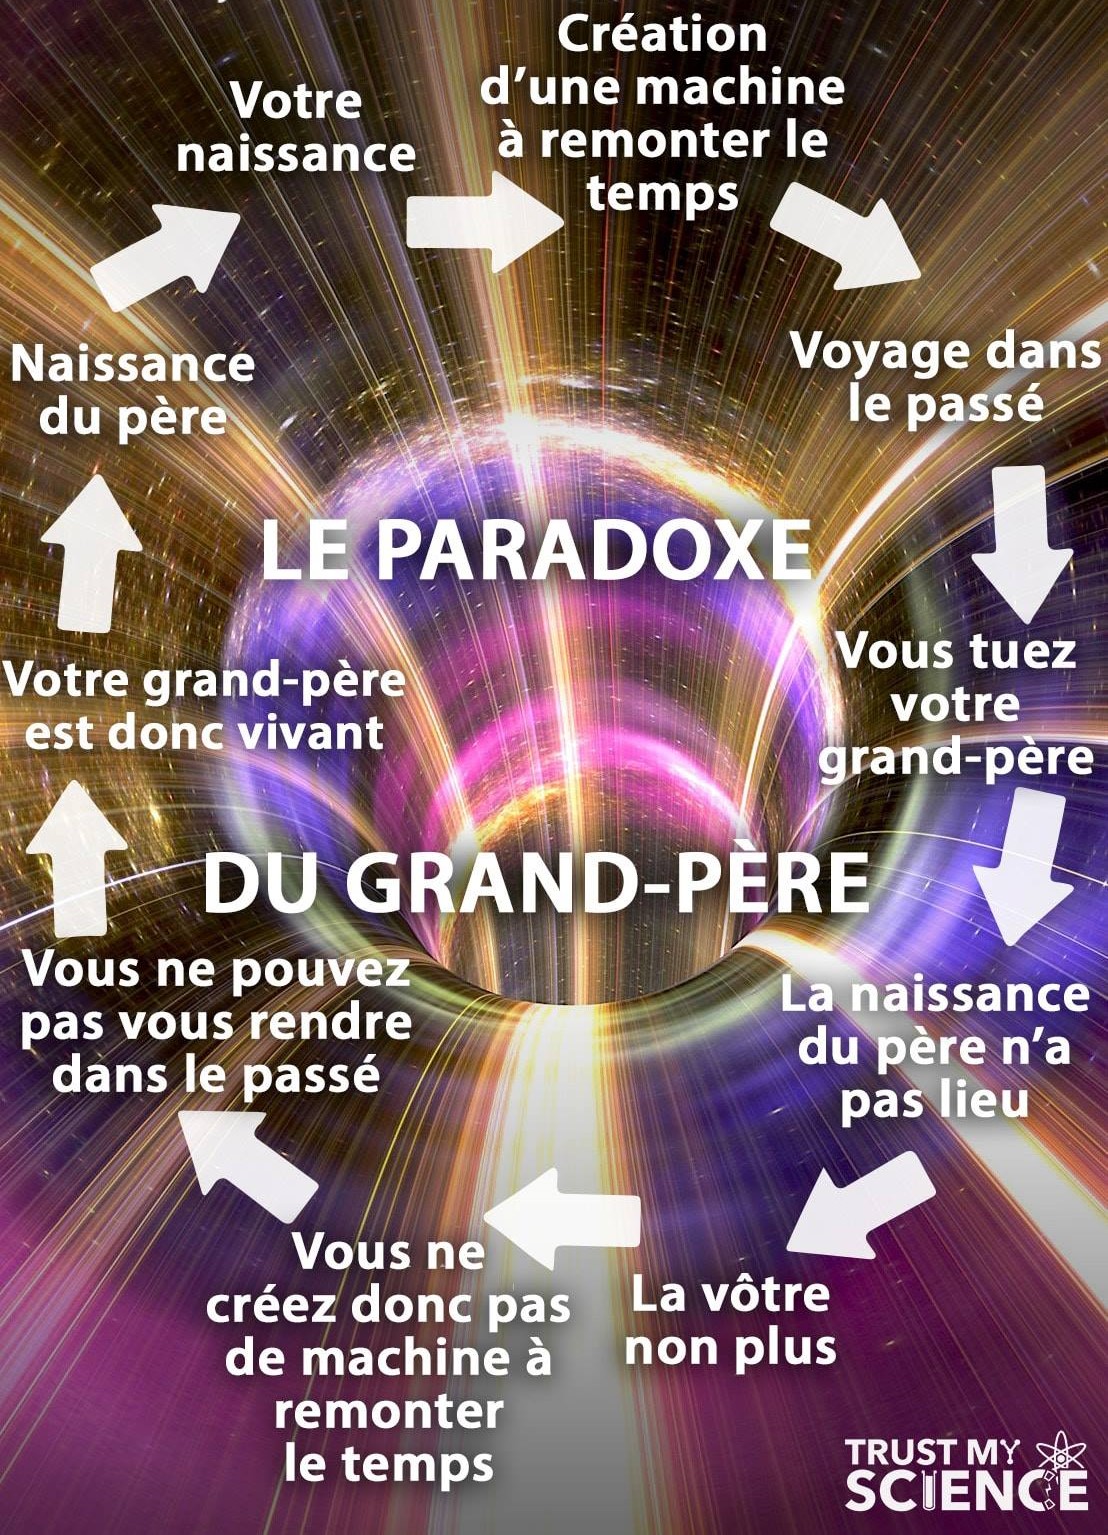 Votre
naissance
Création
d'une machine
à remonter le
temps
Voyage dans
le passé
Vous tuez
votre
grand-père
La naissance
du père n'a
pas lieu
La vôtre
non plus
Vous ne
créez donc pas
de machine à
remonter
le temps
Vous ne pouvez
pas vous rendre
dans le passé
Votre grand-père
est donc vivant
Naissance
du père
LE PARADOXE
DU GRAND-PÈRE
TRUST MY
SCIENCE